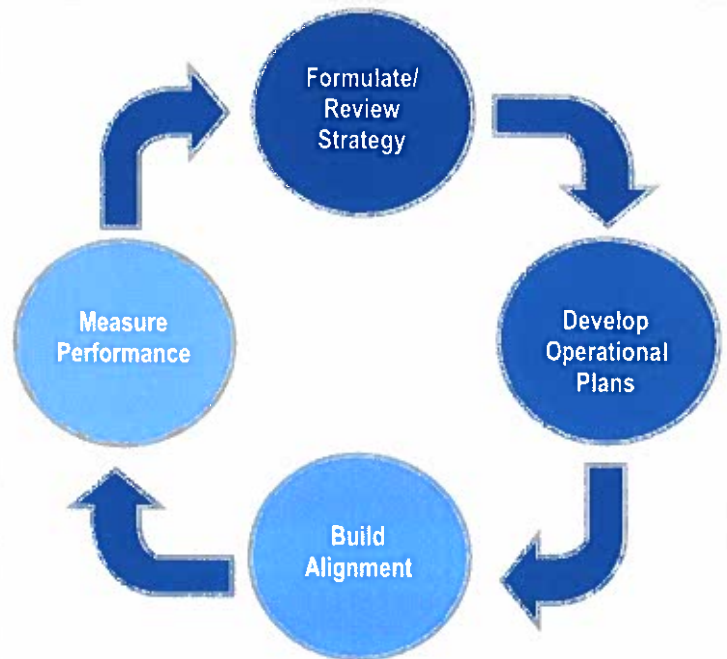 Formulate/
Review
Strategy
Develop
Operational
Plans
Build
Alignment
Measure
Performance